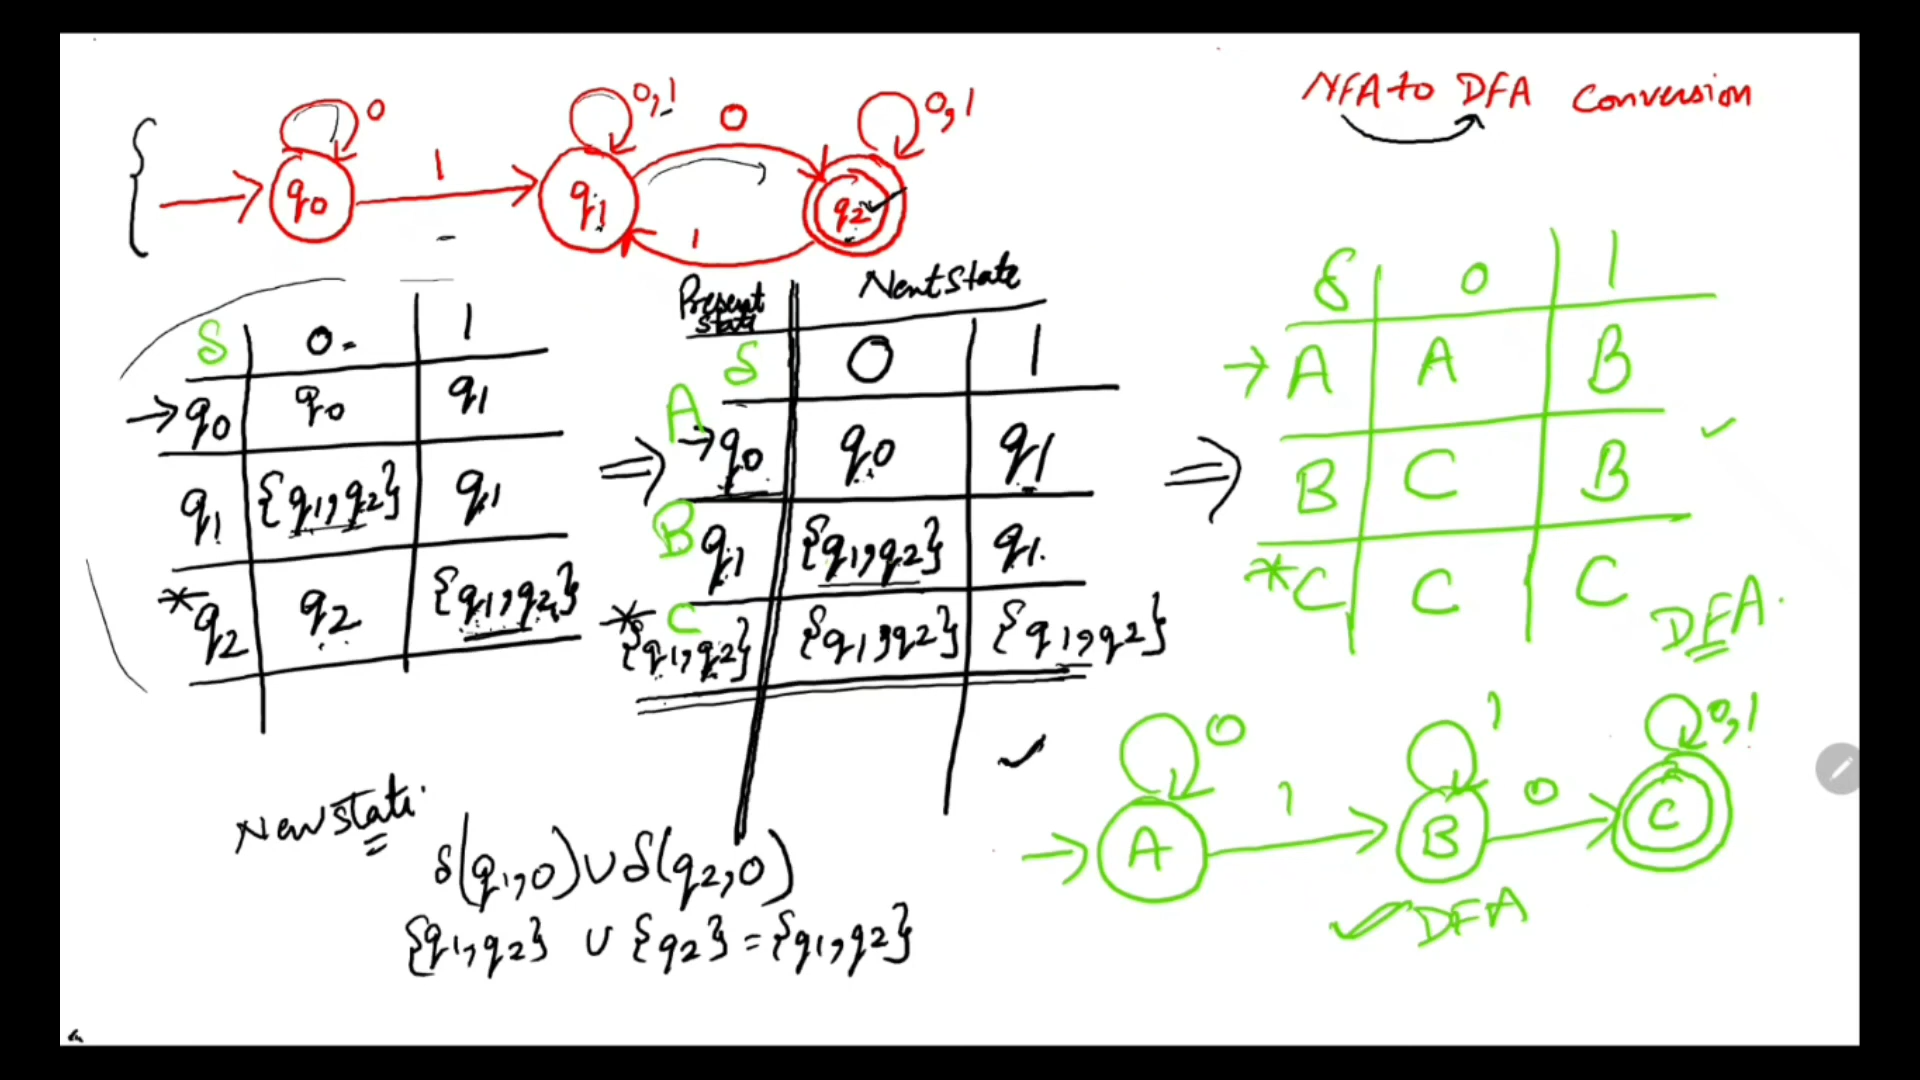 NFA to DFA Conversion
0
0,1
0
0,1
1
q0
q1
q2
1
δ 0 1
→q0 q0 q1
q1 {q1,q2} q1
*q2 q2 {q1,q2}
⇒
Present state Next State
δ 0 1
A →q0 q0 q1
B q1 {q1,q2} q1
C *{q1,q2} {q1,q2} {q1,q2}
⇒
δ 0 1
→A A B
B C B
*C C C
DFA.
New state.
δ(q1,0) ∪ δ(q2,0)
{q1,q2} ∪ {q2} = {q1,q2}
0
1
0,1
1
0
A
B
C
DFA